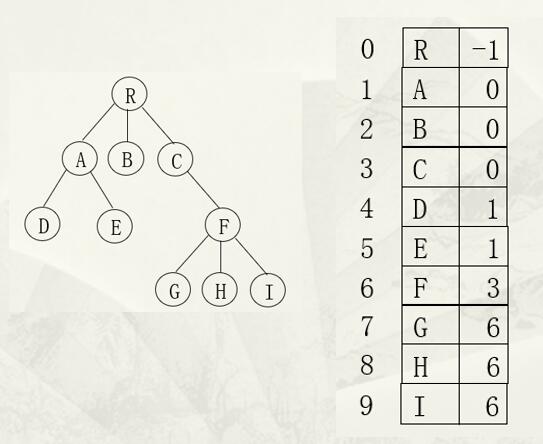 R
A B C
D E F
G H I
0 R -1
1 A 0
2 B 0
3 C 0
4 D 1
5 E 1
6 F 3
7 G 6
8 H 6
9 I 6